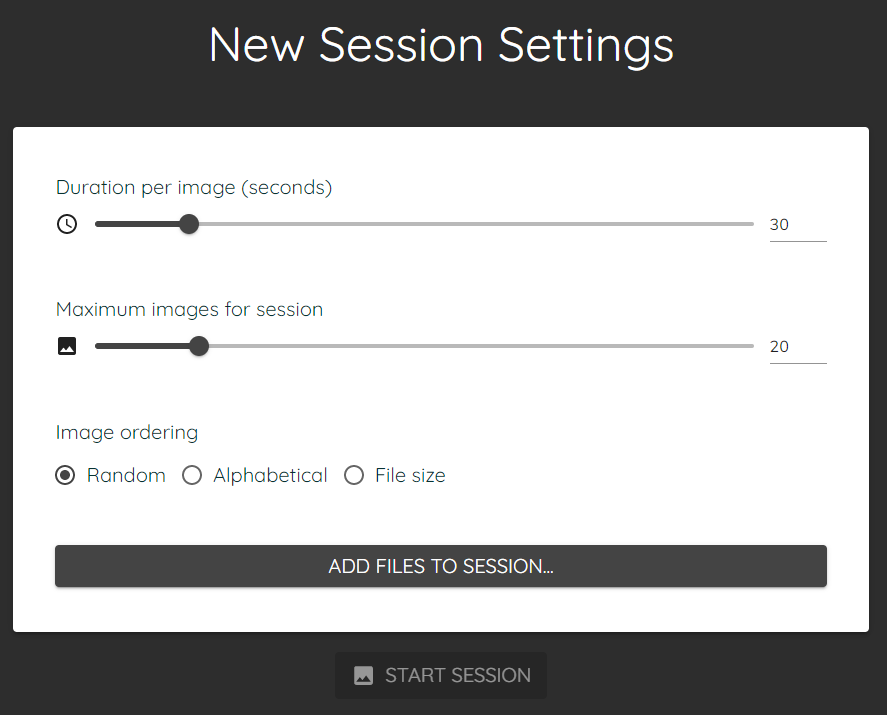 New Session Settings
Duration per image (seconds)
30
Maximum images for session
20
Image ordering
Random Alphabetical File size
ADD FILES TO SESSION...
START SESSION